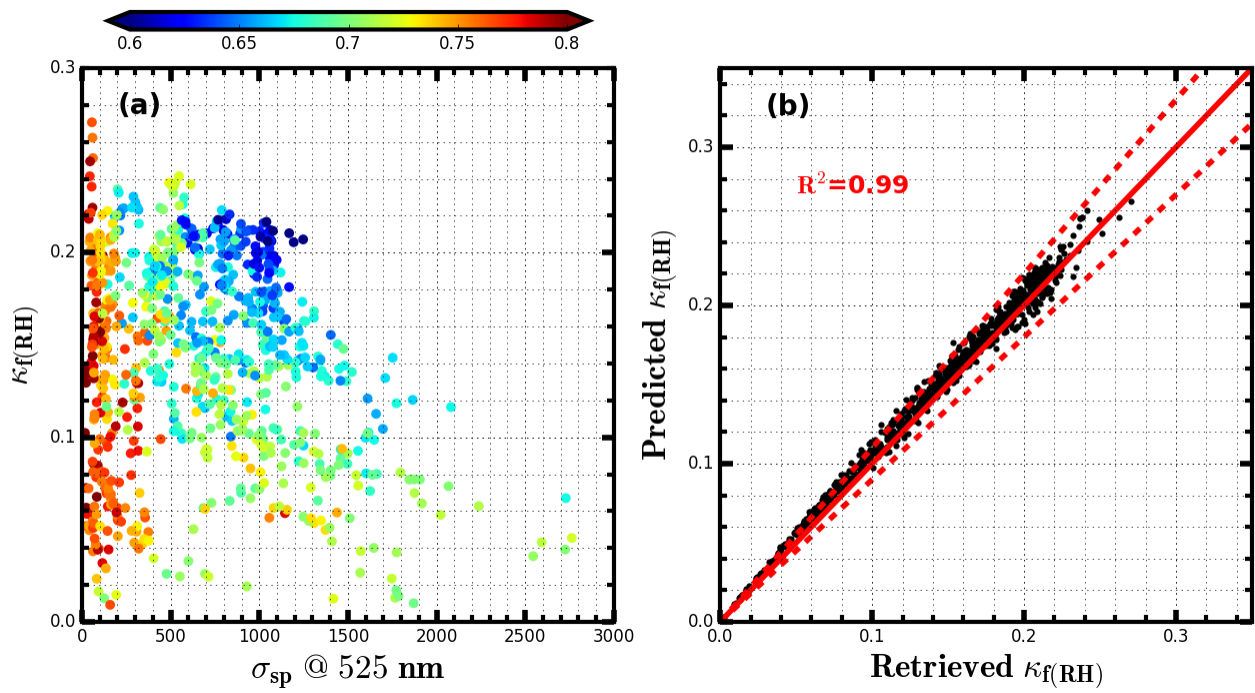 0.6 0.65 0.7 0.75 0.8
(a)
0.3
0.2
0.1
0.0
κf(RH)
0 500 1000 1500 2000 2500 3000
σsp @ 525 nm
(b)
R²=0.99
0.3
0.2
0.1
0.0
Predicted κf(RH)
0.0 0.1 0.2 0.3
Retrieved κf(RH)